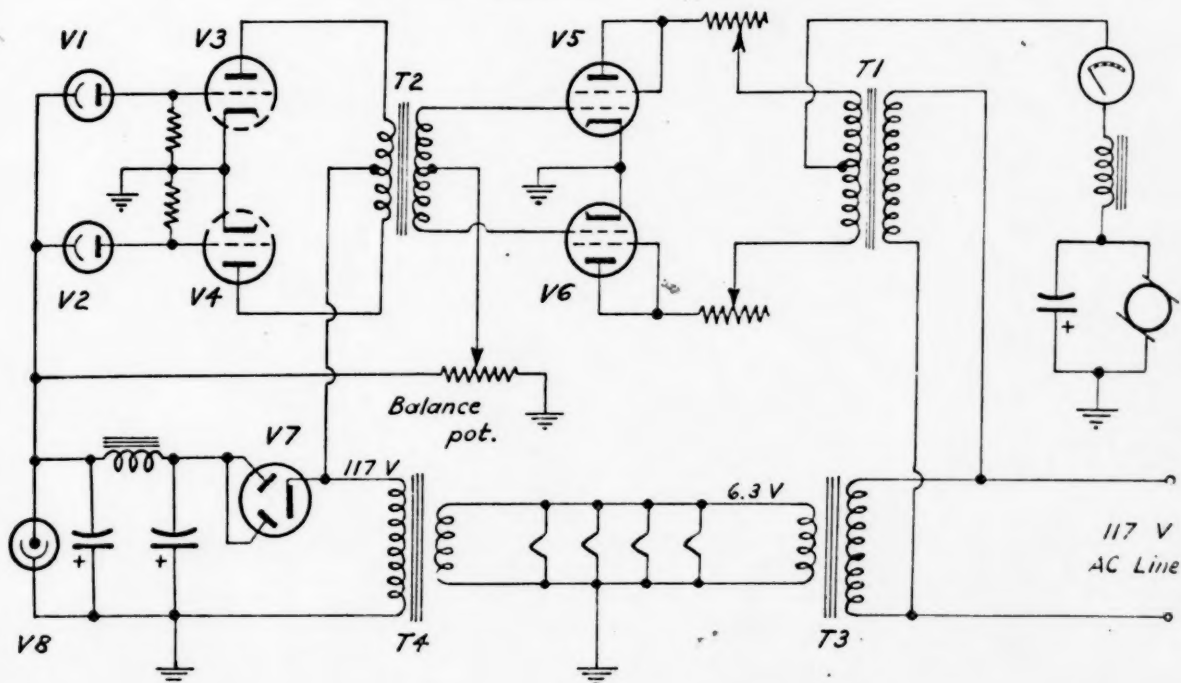 V1
V3
V5
T2
T1
V2
V4
V6
Balance
pot.
V7
117 V
6.3 V
117 V
AC Line
V8
+
+
+
T4
T3